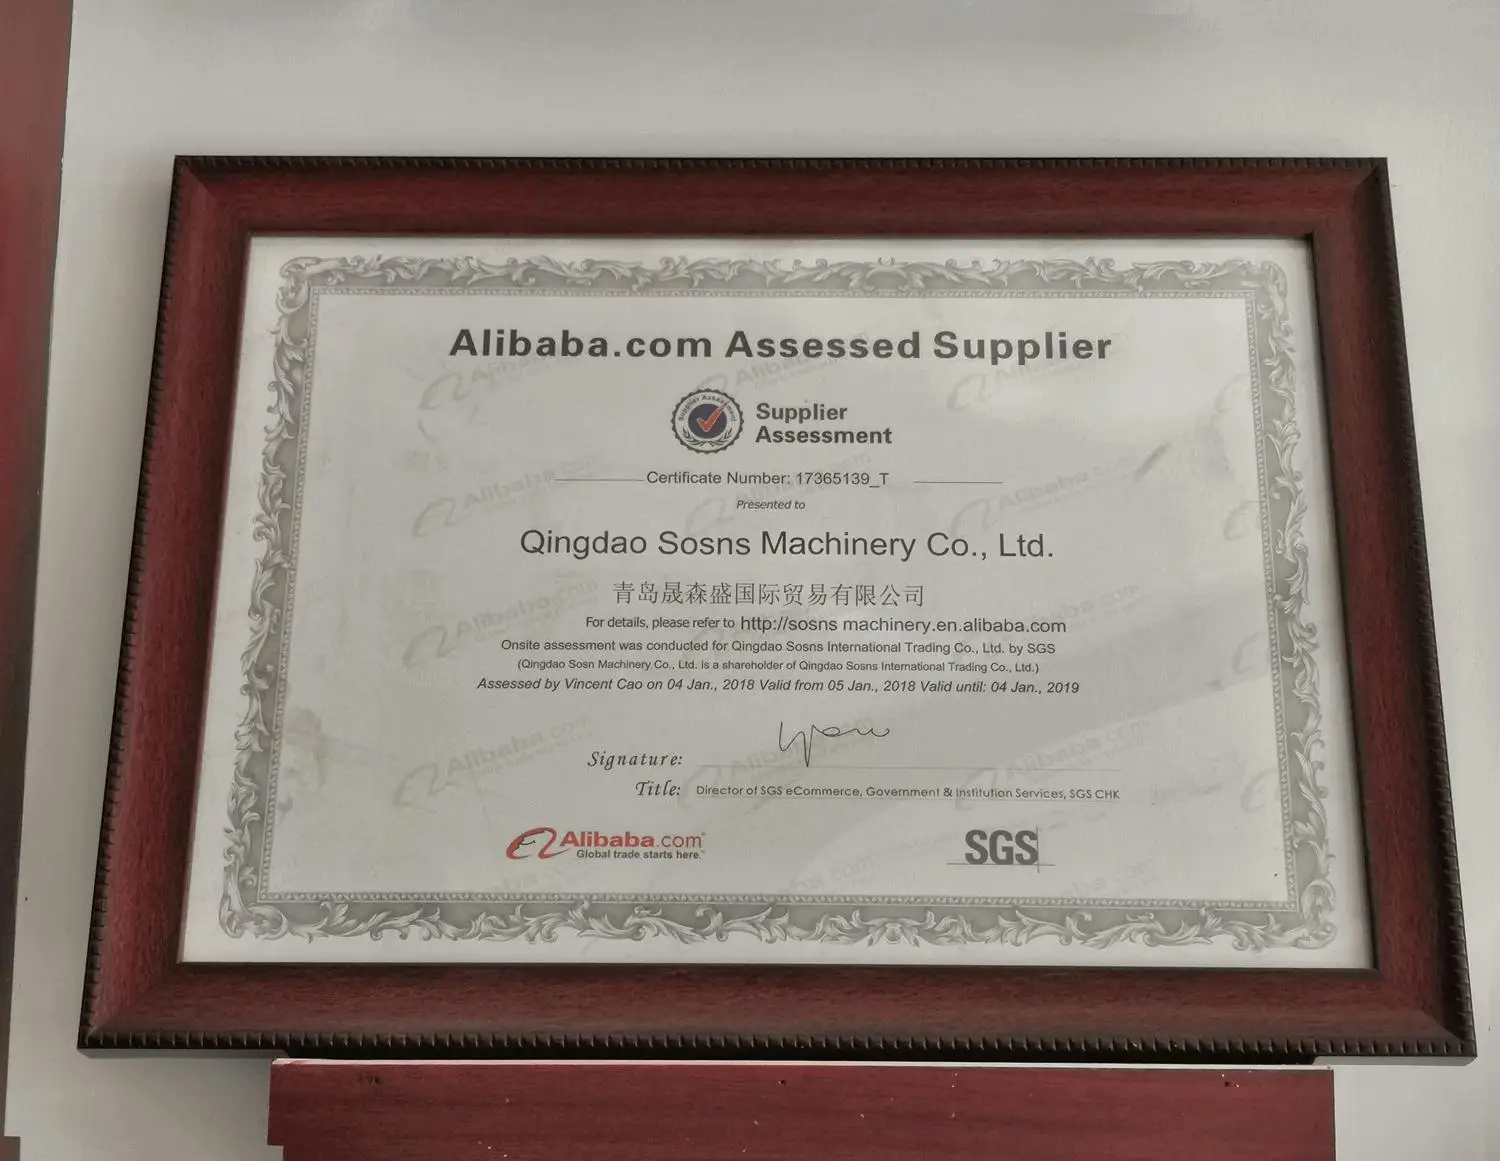 Alibaba.com Assessed Supplier
Supplier Assessment
Supplier
Assessment
Certificate Number: 17365139_T
Presented to
Qingdao Sosns Machinery Co., Ltd.
青岛晟森盛国际贸易有限公司
For details, please refer to http://sosns machinery.en.alibaba.com
Onsite assessment was conducted for Qingdao Sosns International Trading Co., Ltd. by SGS
(Qingdao Sosn Machinery Co., Ltd. is a shareholder of Qingdao Sosns International Trading Co., Ltd.)
Assessed by Vincent Cao on 04 Jan., 2018 Valid from 05 Jan., 2018 Valid until: 04 Jan., 2019
Signature:
Title: Director of SGS eCommerce, Government & Institution Services, SGS CHK
Alibaba.com®
Global trade starts here.™
SGS